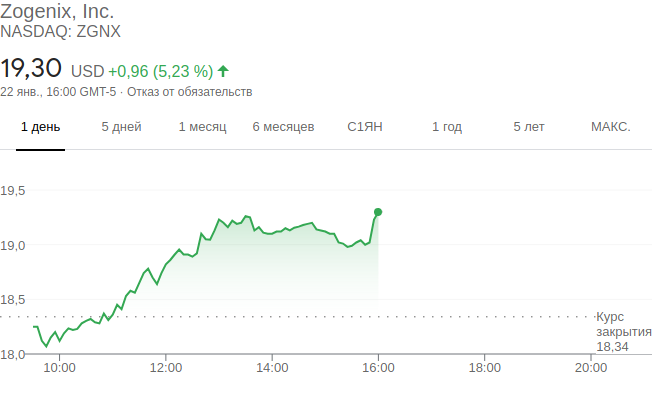 Zogenix, Inc.
NASDAQ: ZGNX
19,30 USD +0,96 (5,23 %)
22 янв., 16:00 GMT-5 · Отказ от обязательств
1 день 5 дней 1 месяц 6 месяцев С1ЯН 1 год 5 лет МАКС.
19,5
19,0
18,5
Курс
закрытия
18,34
18,0
10:00 12:00 14:00 16:00 18:00 20:00